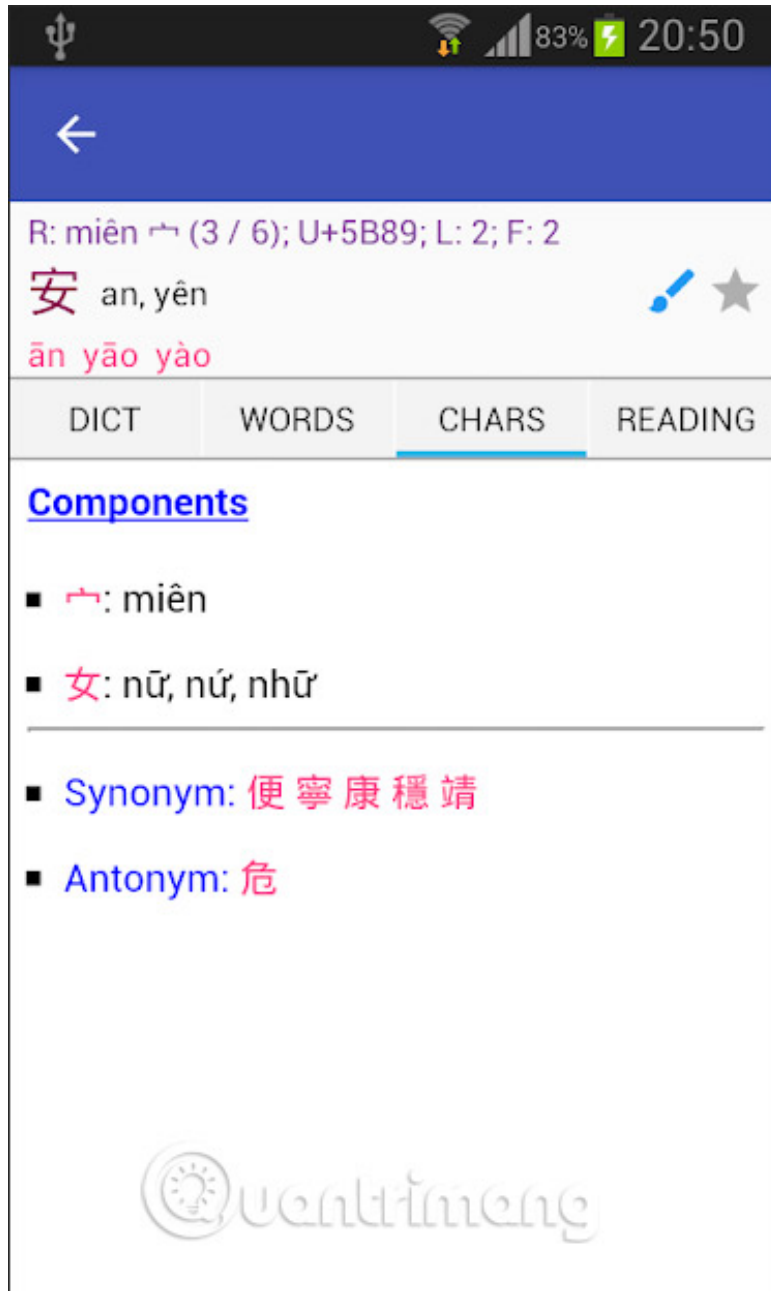 83% 20:50
R: miên 宀 (3 / 6); U+5B89; L: 2; F: 2
安 an, yên
ān yāo yào
DICT WORDS CHARS READING
Components
■ 宀: miên
■ 女: nữ, nứ, nhữ
■ Synonym: 便 寧 康 穩 靖
■ Antonym: 危
Quantrimang